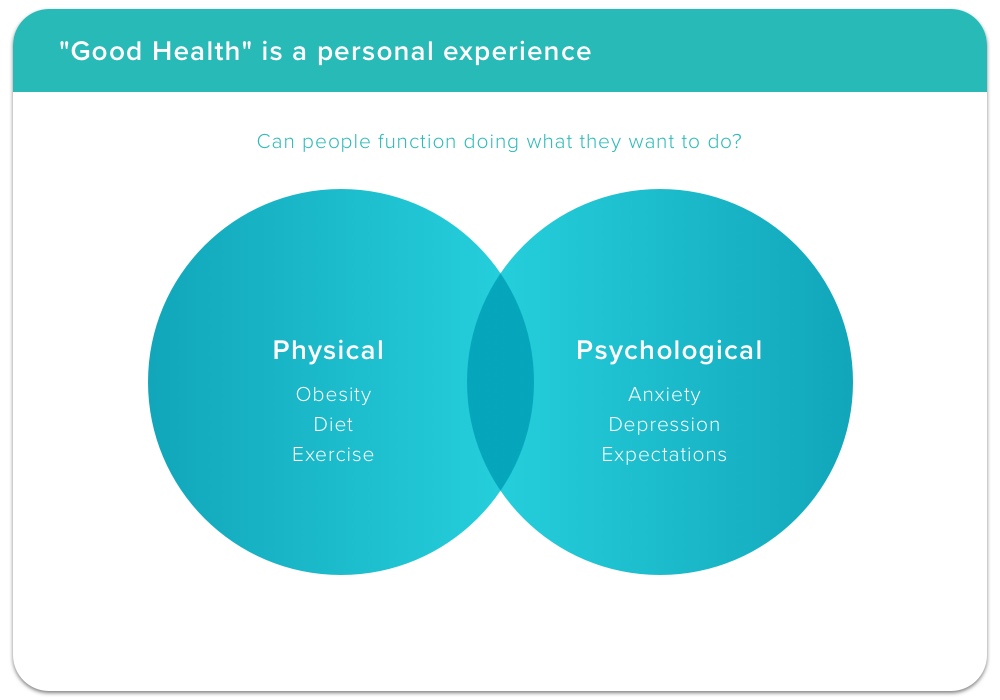 "Good Health" is a personal experience
Can people function doing what they want to do?
Physical
Obesity
Diet
Exercise
Psychological
Anxiety
Depression
Expectations